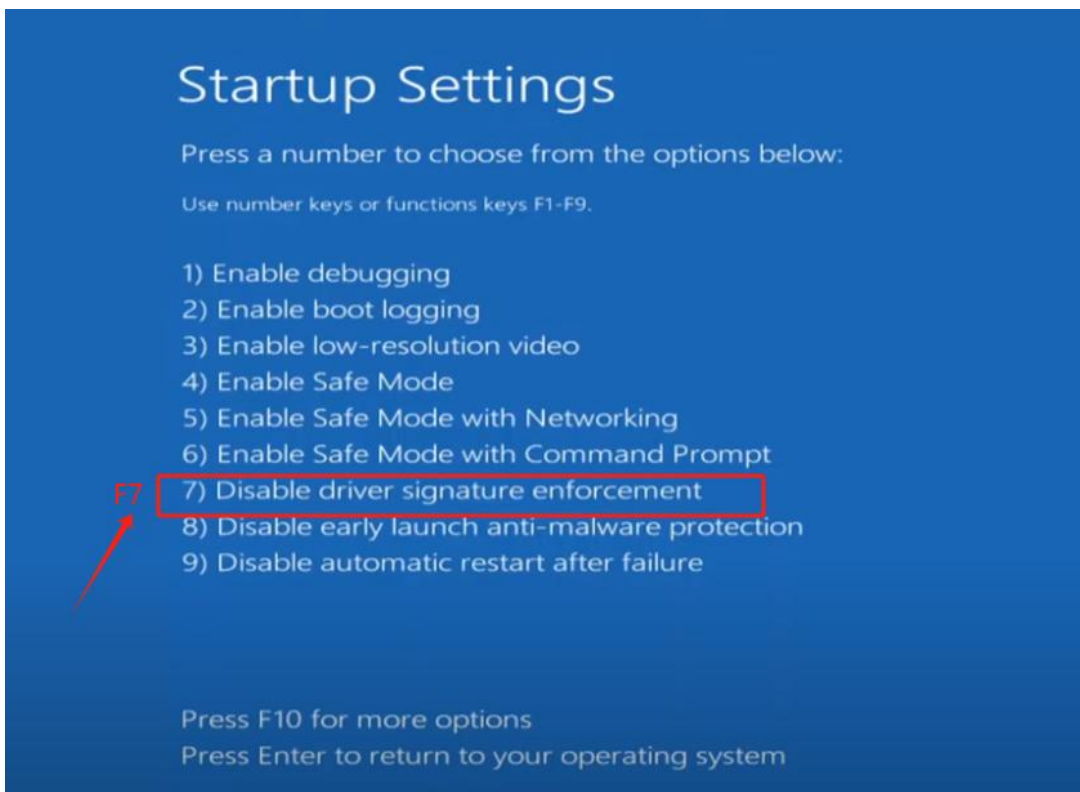 Startup Settings
Press a number to choose from the options below:
Use number keys or functions keys F1-F9.
1) Enable debugging
2) Enable boot logging
3) Enable low-resolution video
4) Enable Safe Mode
5) Enable Safe Mode with Networking
6) Enable Safe Mode with Command Prompt
F7 7) Disable driver signature enforcement
8) Disable early launch anti-malware protection
9) Disable automatic restart after failure
Press F10 for more options
Press Enter to return to your operating system